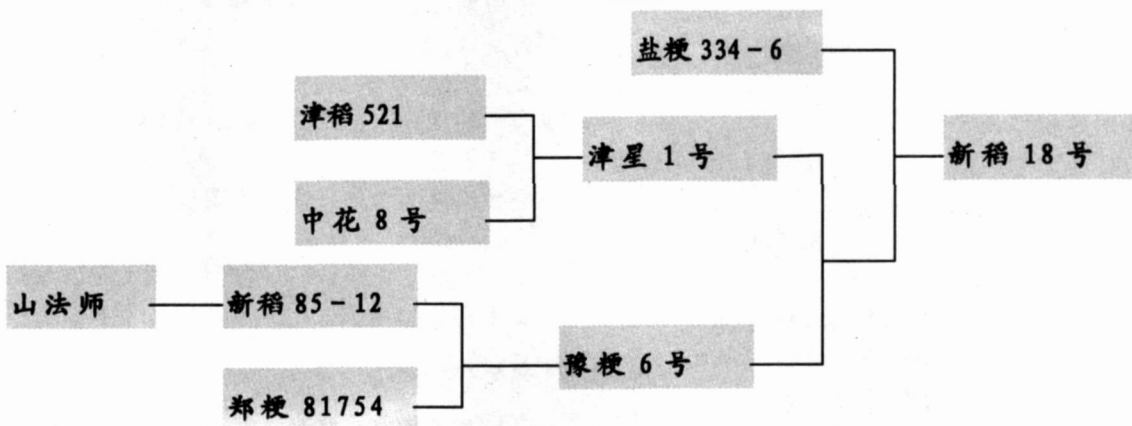 盐粳 334-6
津稻 521
津星 1 号
新稻 18 号
中花 8 号
山法师
新稻 85-12
豫粳 6 号
郑粳 81754